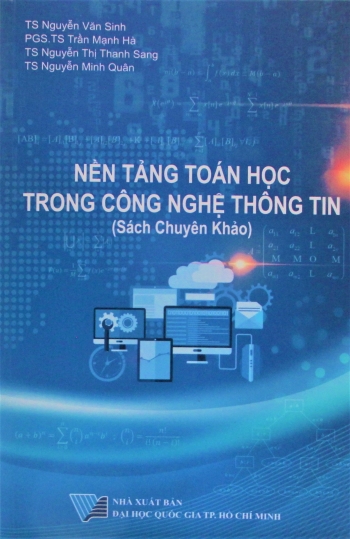 TS Nguyễn Văn Sinh
PGS.TS Trần Mạnh Hà
TS Nguyễn Thị Thanh Sang
TS Nguyễn Minh Quân
NỀN TẢNG TOÁN HỌC
TRONG CÔNG NGHỆ THÔNG TIN
(Sách Chuyên Khảo)
NHÀ XUẤT BẢN
ĐẠI HỌC QUỐC GIA TP. HỒ CHÍ MINH